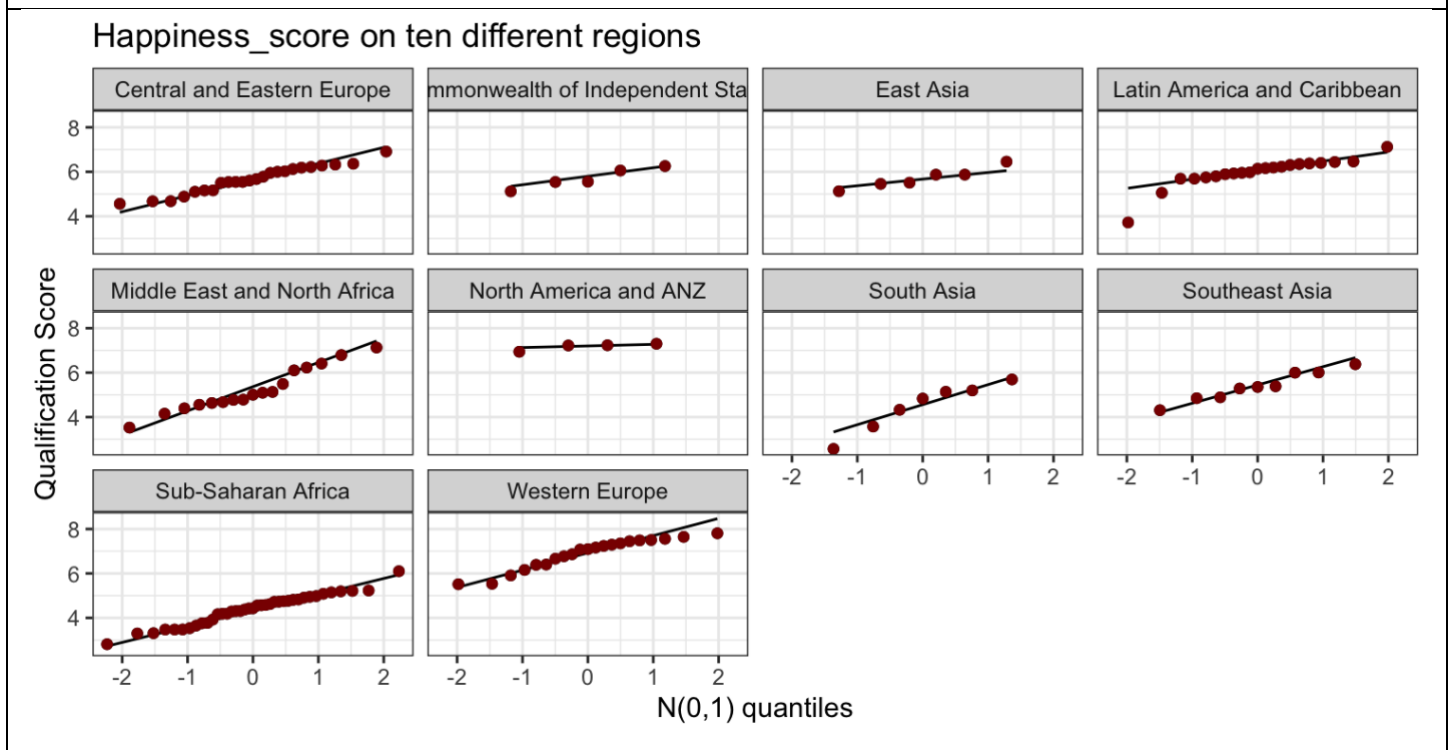 Happiness_score on ten different regions
Central and Eastern Europe
mmonwealth of Independent Sta
East Asia
Latin America and Caribbean
8
6
4
Middle East and North Africa
North America and ANZ
South Asia
Southeast Asia
8
6
4
-2 -1 0 1 2
-2 -1 0 1 2
Sub-Saharan Africa
Western Europe
8
6
4
-2 -1 0 1 2
-2 -1 0 1 2
Qualification Score
N(0,1) quantiles